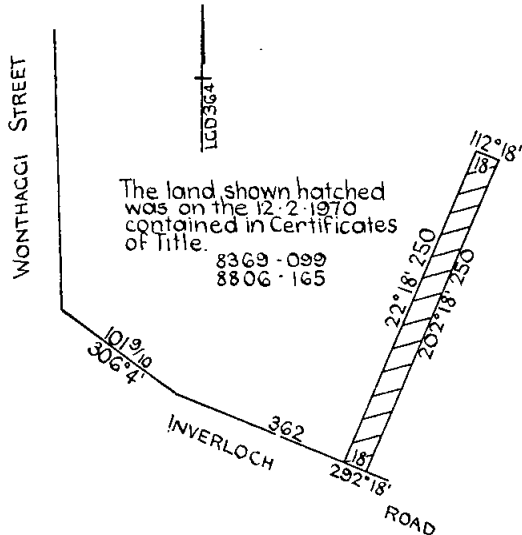 WONTHAGGI STREET
LGD364
112°18'
18
The land shown hatched
was on the 12·2·1970
contained in Certificates
of Title.
8369-099
8806-165
22°18' 250
202°18' 250
101 9/10
306°4'
INVERLOCH ROAD
362
18
292°18'